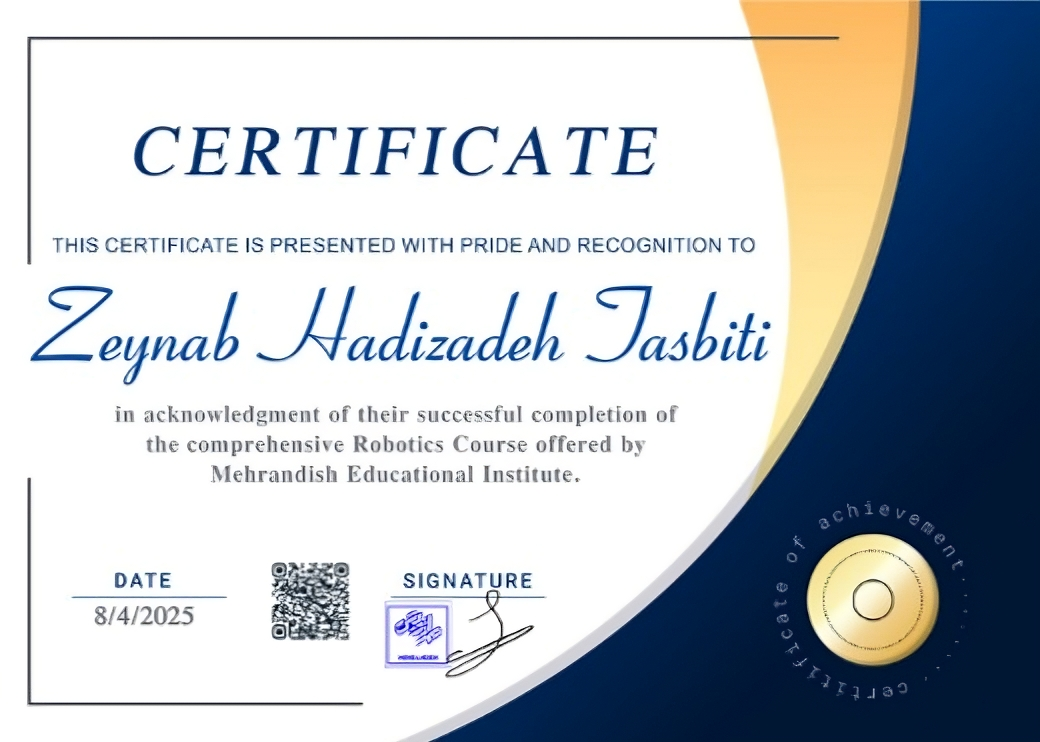 CERTIFICATE
THIS CERTIFICATE IS PRESENTED WITH PRIDE AND RECOGNITION TO
Zeynab Hadizadeh Tasbiti
in acknowledgment of their successful completion of
the comprehensive Robotics Course offered by
Mehrandish Educational Institute.
DATE
8/4/2025
SIGNATURE
certificate of achievement